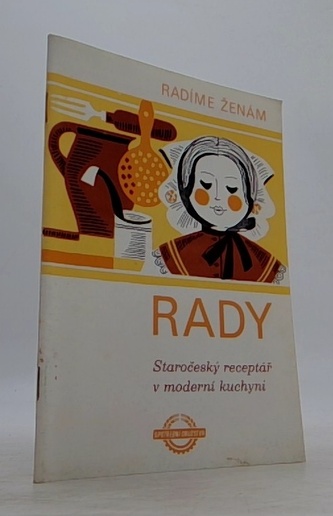 RADÍME ŽENÁM
RADY
Staročeský receptář
v moderní kuchyni